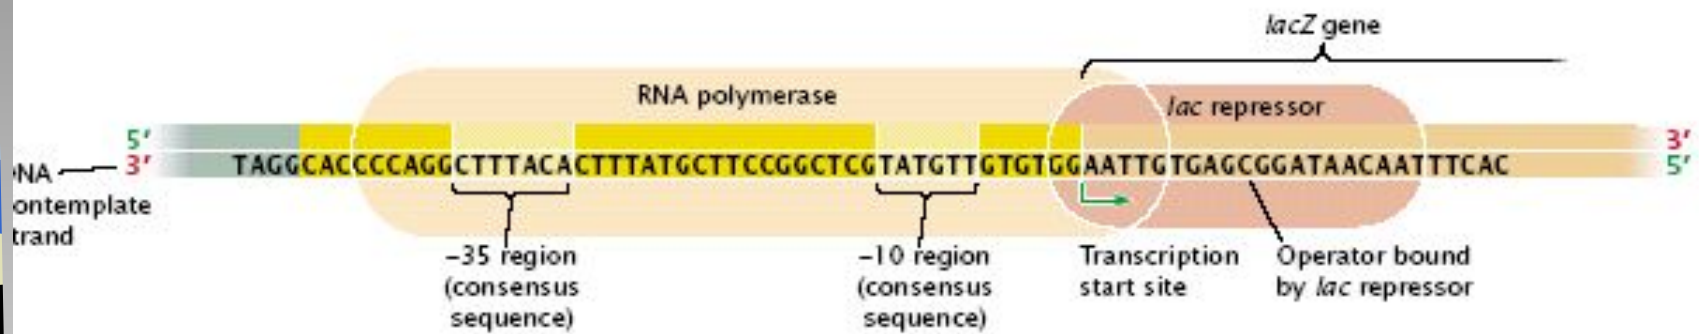 lacZ gene
RNA polymerase
lac repressor
5′ 3′
3′ TAGGCACCCCAGGCTTTACACTTTATGCTTCCGGCTCGTATGTTGTGTGGAATTGTGAGCGGATAACAATTTCAC 5′
NA
ontemplate
trand
–35 region
(consensus
sequence)
–10 region
(consensus
sequence)
Transcription
start site
Operator bound
by lac repressor